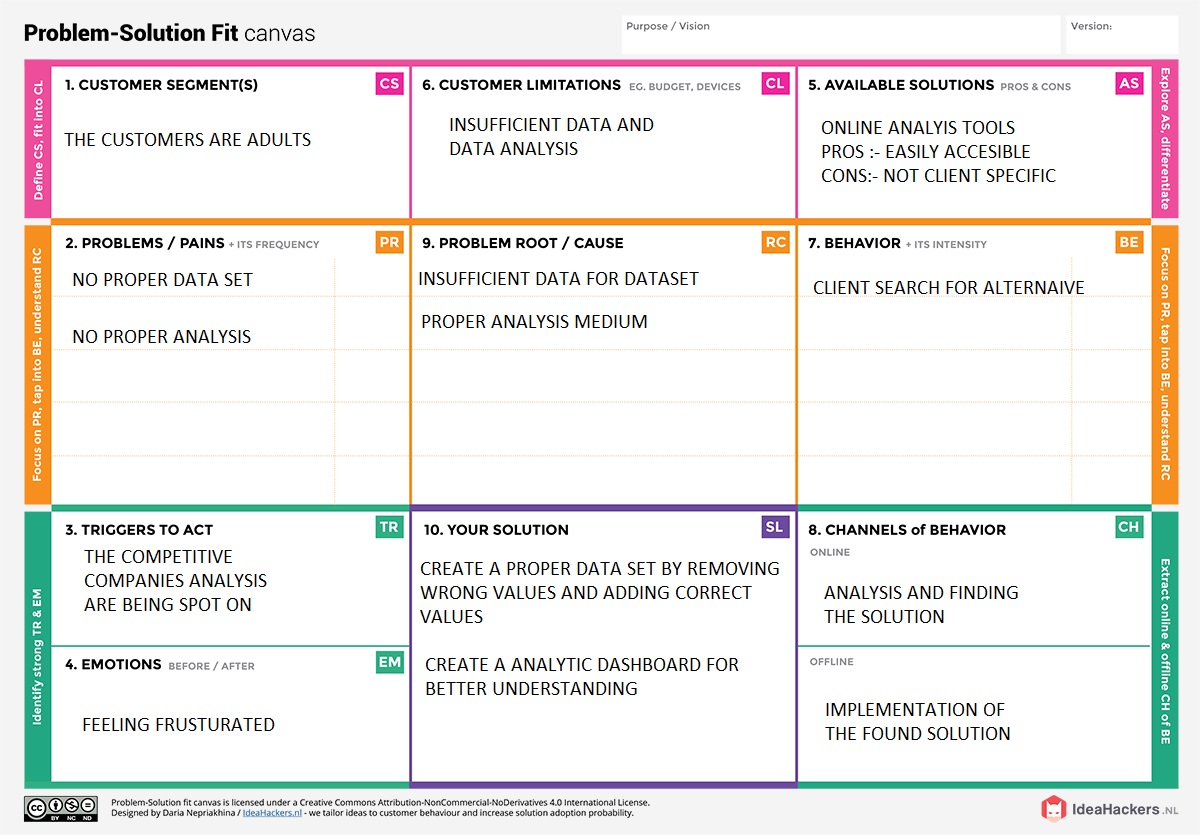 Problem-Solution Fit canvas
Purpose / Vision
Version:
Define CS, fit into CL
1. CUSTOMER SEGMENT(S)
CS
THE CUSTOMERS ARE ADULTS
6. CUSTOMER LIMITATIONS EG. BUDGET, DEVICES
CL
INSUFFICIENT DATA AND
DATA ANALYSIS
5. AVAILABLE SOLUTIONS PROS & CONS
AS
ONLINE ANALYIS TOOLS
PROS :- EASILY ACCESIBLE
CONS:- NOT CLIENT SPECIFIC
Explore AS, differentiate
Focus on PR, tap into BE, understand RC
2. PROBLEMS / PAINS + ITS FREQUENCY
PR
NO PROPER DATA SET
NO PROPER ANALYSIS
9. PROBLEM ROOT / CAUSE
RC
INSUFFICIENT DATA FOR DATASET
PROPER ANALYSIS MEDIUM
7. BEHAVIOR + ITS INTENSITY
BE
CLIENT SEARCH FOR ALTERNAIVE
Focus on PR, tap into BE, understand RC
Identify strong TR & EM
3. TRIGGERS TO ACT
TR
THE COMPETITIVE
COMPANIES ANALYSIS
ARE BEING SPOT ON
4. EMOTIONS BEFORE / AFTER
EM
FEELING FRUSTURATED
10. YOUR SOLUTION
SL
CREATE A PROPER DATA SET BY REMOVING
WRONG VALUES AND ADDING CORRECT
VALUES
CREATE A ANALYTIC DASHBOARD FOR
BETTER UNDERSTANDING
8. CHANNELS of BEHAVIOR
CH
ONLINE
ANALYSIS AND FINDING
THE SOLUTION
OFFLINE
IMPLEMENTATION OF
THE FOUND SOLUTION
Extract online & offline CH of BE
CC BY NC ND
Problem-Solution fit canvas is licensed under a Creative Commons Attribution-NonCommercial-NoDerivatives 4.0 International License.
Designed by Daria Nepriakhina / IdeaHackers.nl - we tailor ideas to customer behaviour and increase solution adoption probability.
IdeaHackers.NL